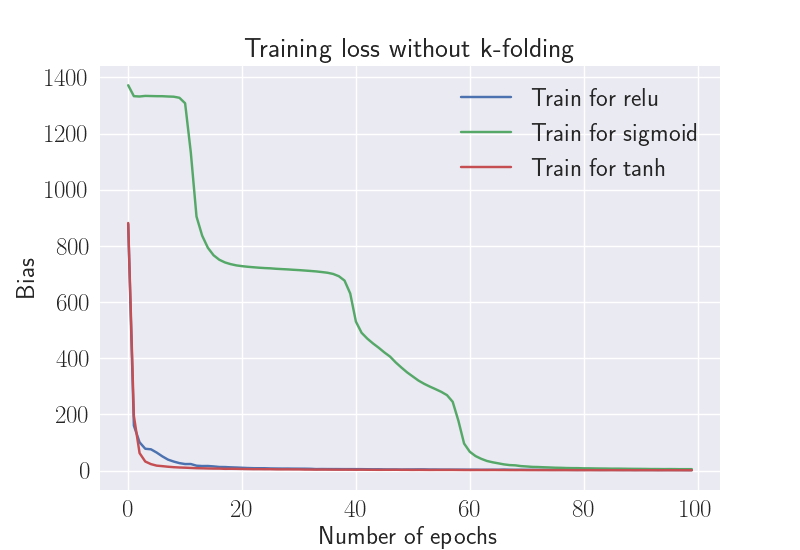 Training loss without k-folding
Train for relu
Train for sigmoid
Train for tanh
1400
1200
1000
800
600
400
200
0
Bias
0 20 40 60 80 100
Number of epochs